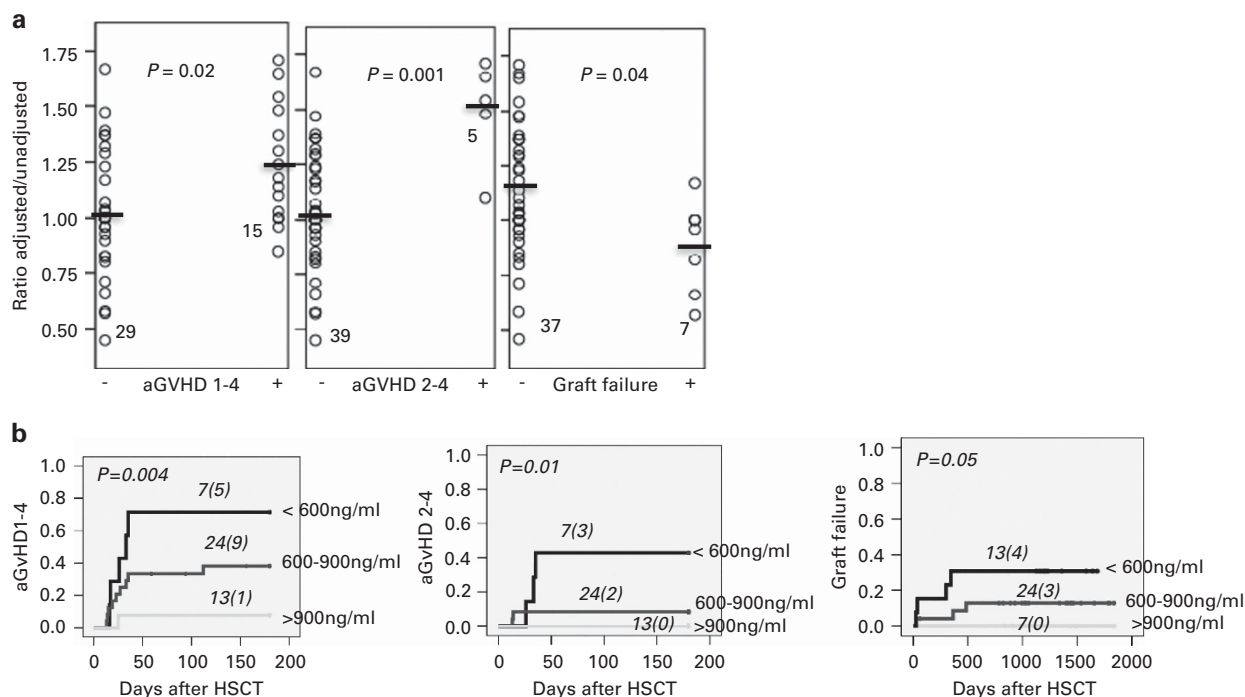 a
Ratio adjusted/unadjusted
1.75
1.50
1.25
1.00
0.75
0.50
P = 0.02
29
15
- aGVHD 1-4 +
P = 0.001
39
5
- aGVHD 2-4 +
P = 0.04
37
7
- Graft failure +
b
aGvHD1-4
1.0
0.8
0.6
0.4
0.2
0.0
P=0.004
7(5)
< 600ng/ml
24(9)
600-900ng/ml
13(1)
>900ng/ml
0 50 100 150 200
Days after HSCT
aGvHD 2-4
1.0
0.8
0.6
0.4
0.2
0.0
P=0.01
7(3)
< 600ng/ml
24(2)
600-900ng/ml
13(0)
>900ng/ml
0 50 100 150 200
Days after HSCT
Graft failure
1.0
0.8
0.6
0.4
0.2
0.0
P=0.05
13(4)
< 600ng/ml
24(3)
600-900ng/ml
7(0)
>900ng/ml
0 500 1000 1500 2000
Days after HSCT